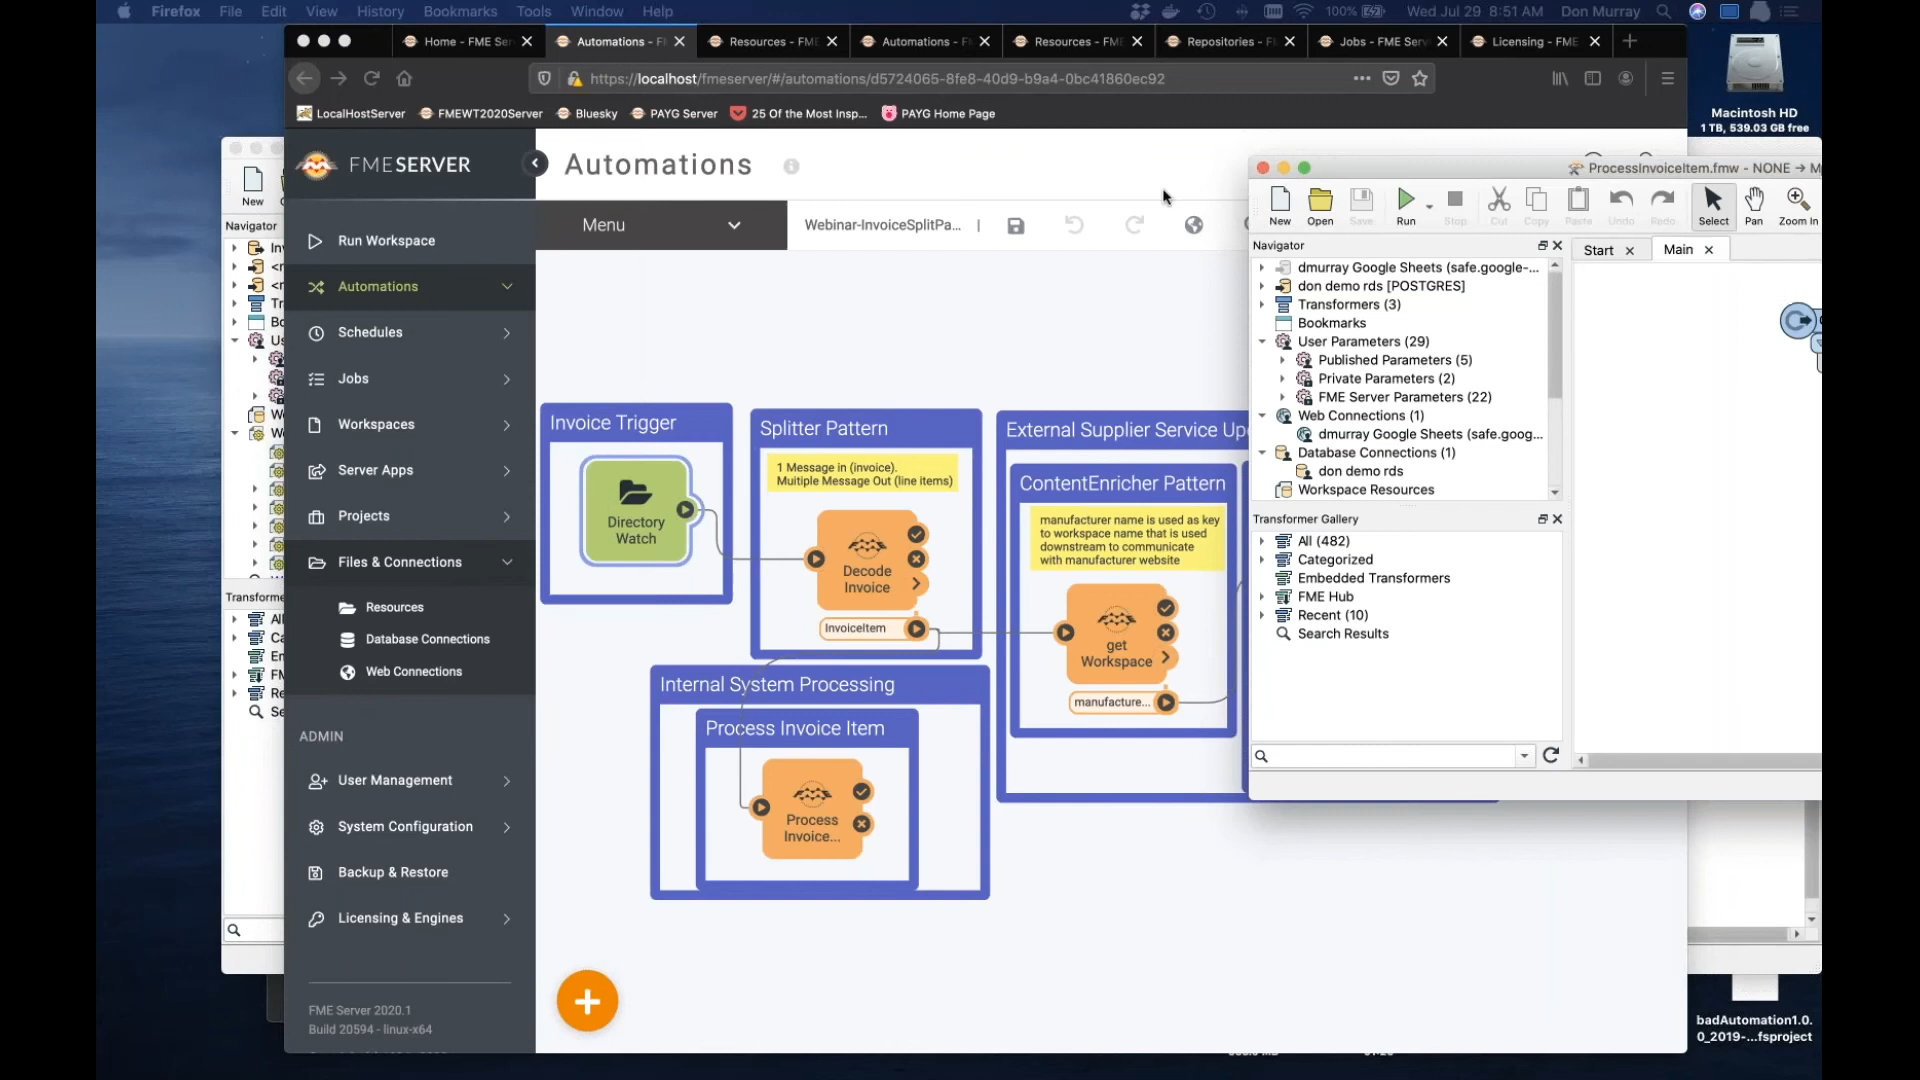 Firefox File Edit View History Bookmarks Tools Window Help
100% Wed Jul 29 8:51 AM Don Murray
Home - FME Ser
Automations - F
Resources - FME
Automations - F
Resources - FME
Repositories - F
Jobs - FME Serv
Licensing - FME
https://localhost/fmeserver/#/automations/d5724065-8fe8-40d9-b9a4-0bc41860ec92
LocalHostServer
FMEWT2020Server
Bluesky
PAYG Server
25 Of the Most Insp...
PAYG Home Page
Macintosh HD
1 TB, 539.03 GB free
FMESERVER
Automations
Menu
Webinar-InvoiceSplitPa...
Run Workspace
Automations
Schedules
Jobs
Workspaces
Server Apps
Projects
Files & Connections
Resources
Database Connections
Web Connections
ADMIN
User Management
System Configuration
Backup & Restore
Licensing & Engines
FME Server 2020.1
Build 20594 - linux-x64
New
Navigator
Inv
Tr
Bo
Us
We
We
Transforme
All
Ca
Em
FM
Re
Se
Invoice Trigger
Directory
Watch
Splitter Pattern
1 Message in (invoice).
Muitiple Message Out (line items)
Decode
Invoice
InvoiceItem
External Supplier Service Up
ContentEnricher Pattern
manufacturer name is used as key
to workspace name that is used
downstream to communicate
with manufacturer website
get
Workspace
manufacture...
Internal System Processing
Process Invoice Item
Process
Invoice...
ProcessInvoiceItem.fmw - NONE → M
New Open Save Run Stop Cut Copy Paste Undo Redo Select Pan Zoom In
Navigator
Start
Main
dmurray Google Sheets (safe.google-...
don demo rds [POSTGRES]
Transformers (3)
Bookmarks
User Parameters (29)
Published Parameters (5)
Private Parameters (2)
FME Server Parameters (22)
Web Connections (1)
dmurray Google Sheets (safe.goog...
Database Connections (1)
don demo rds
Workspace Resources
Transformer Gallery
All (482)
Categorized
Embedded Transformers
FME Hub
Recent (10)
Search Results
badAutomation1.0.
0_2019-...fsproject